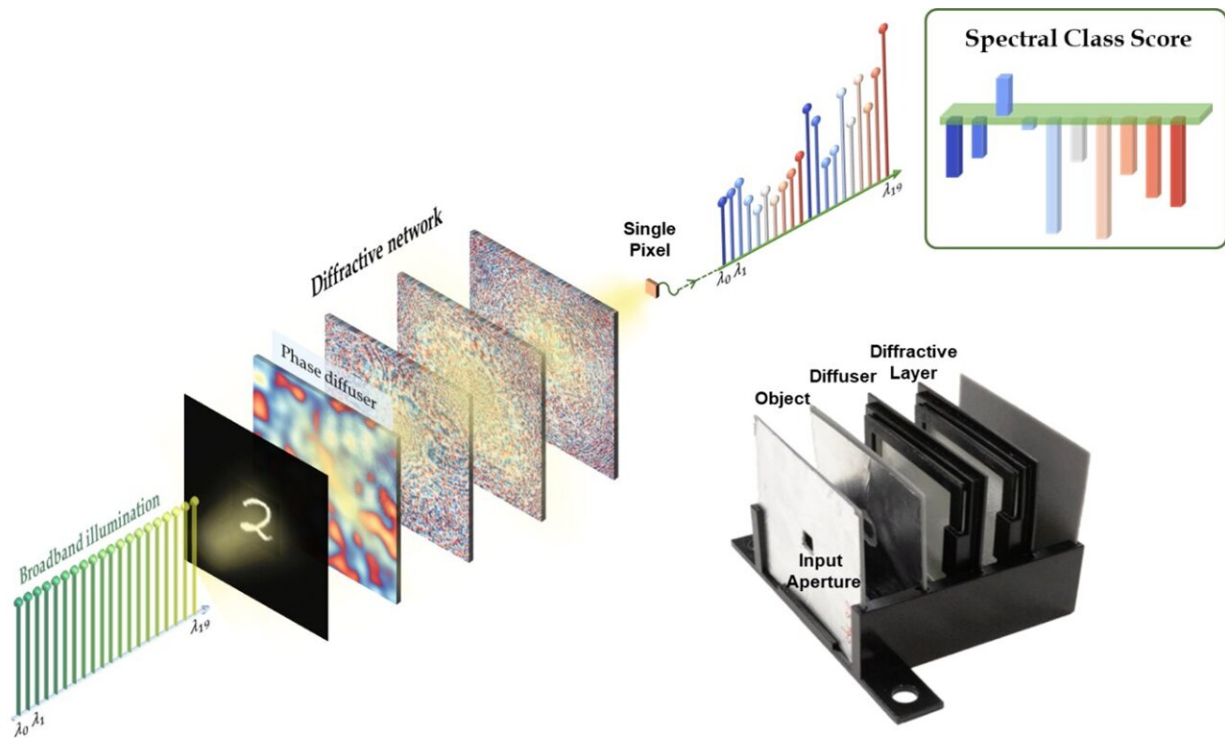 Spectral Class Score
λ19
Single
Pixel
λ0 λ1
Diffractive network
Phase diffuser
Broadband illumination
λ19
λ0 λ1
Diffractive
Layer
Diffuser
Object
Input
Aperture